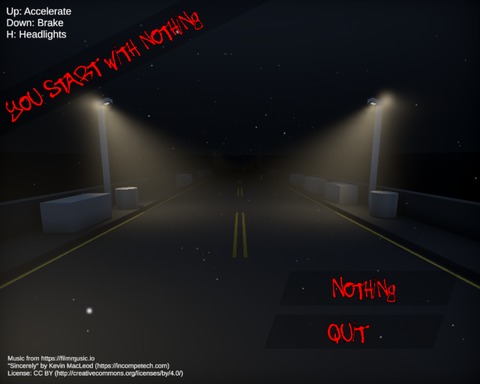 Up: Accelerate
Down: Brake
H: Headlights
YOU START WITH NOTHING
NOTHiNg
QUiT
Music from https://filmmusic.io
"Sincerely" by Kevin MacLeod (https://incompetech.com)
License: CC BY (http://creativecommons.org/licenses/by/4.0/)